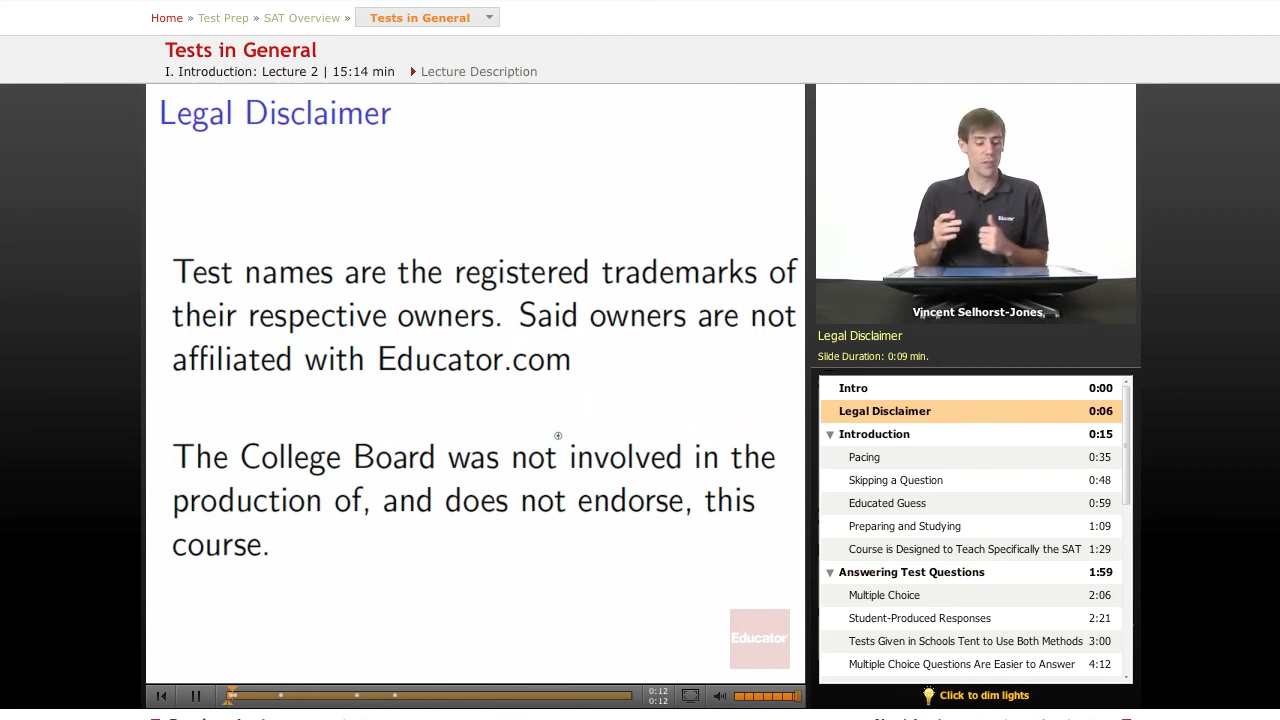 Home » Test Prep » SAT Overview » Tests in General
Tests in General
I. Introduction: Lecture 2 | 15:14 min Lecture Description
Legal Disclaimer
Test names are the registered trademarks of
their respective owners. Said owners are not
affiliated with Educator.com
The College Board was not involved in the
production of, and does not endorse, this
course.
Educator
0:12
0:12
Vincent Selhorst-Jones
Legal Disclaimer
Slide Duration: 0:09 min.
Intro 0:00
Legal Disclaimer 0:06
Introduction 0:15
Pacing 0:35
Skipping a Question 0:48
Educated Guess 0:59
Preparing and Studying 1:09
Course is Designed to Teach Specifically the SAT 1:29
Answering Test Questions 1:59
Multiple Choice 2:06
Student-Produced Responses 2:21
Tests Given in Schools Tent to Use Both Methods 3:00
Multiple Choice Questions Are Easier to Answer 4:12
Click to dim lights